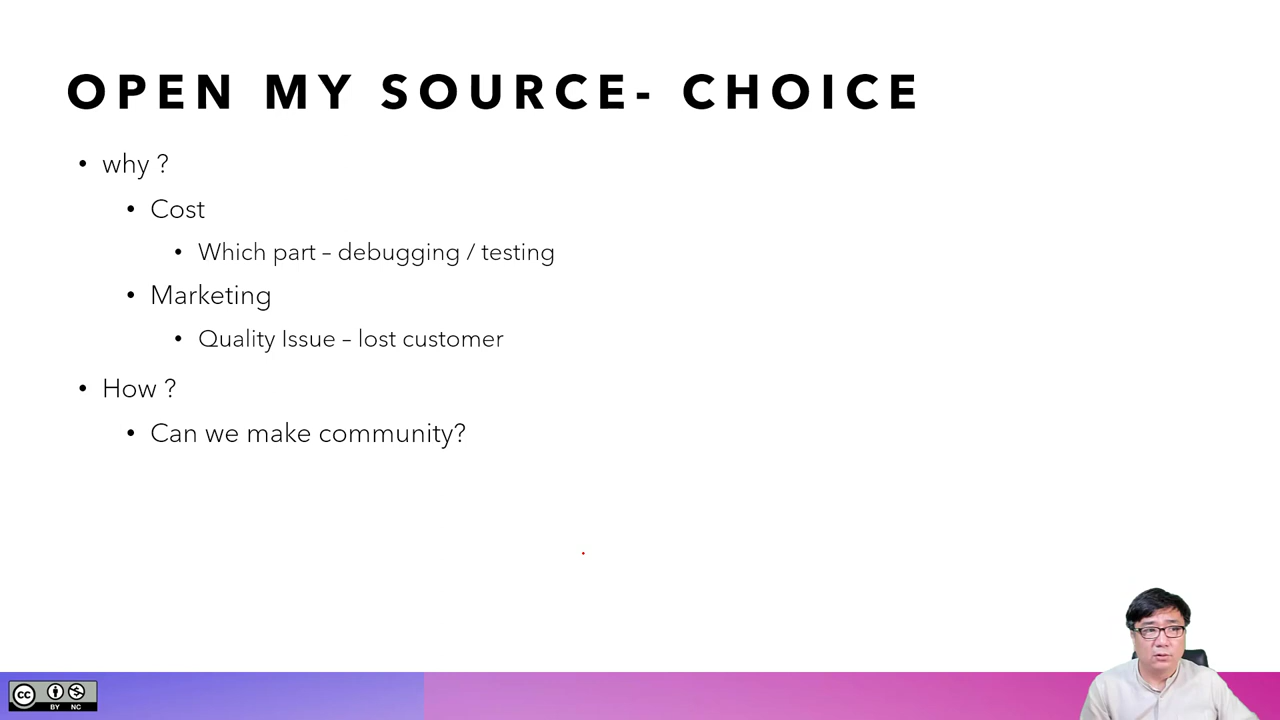 OPEN MY SOURCE- CHOICE
• why ?
• Cost
• Which part – debugging / testing
• Marketing
• Quality Issue – lost customer
• How ?
• Can we make community?
cc
BY NC